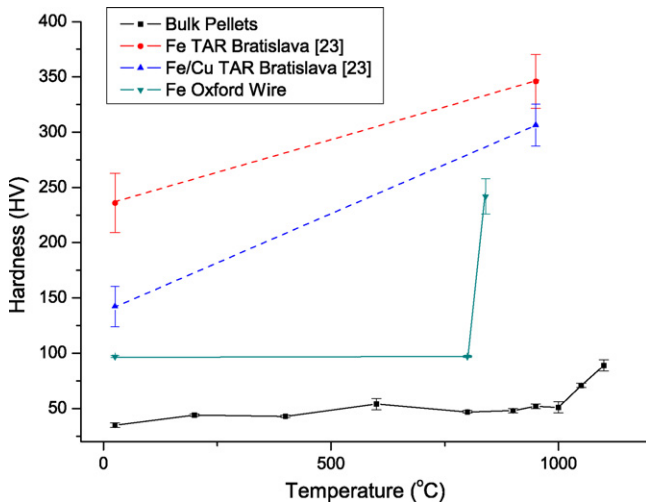 Bulk Pellets
Fe TAR Bratislava [23]
Fe/Cu TAR Bratislava [23]
Fe Oxford Wire
400
350
300
250
200
150
100
50
Hardness (HV)
0
500
1000
Temperature (°C)